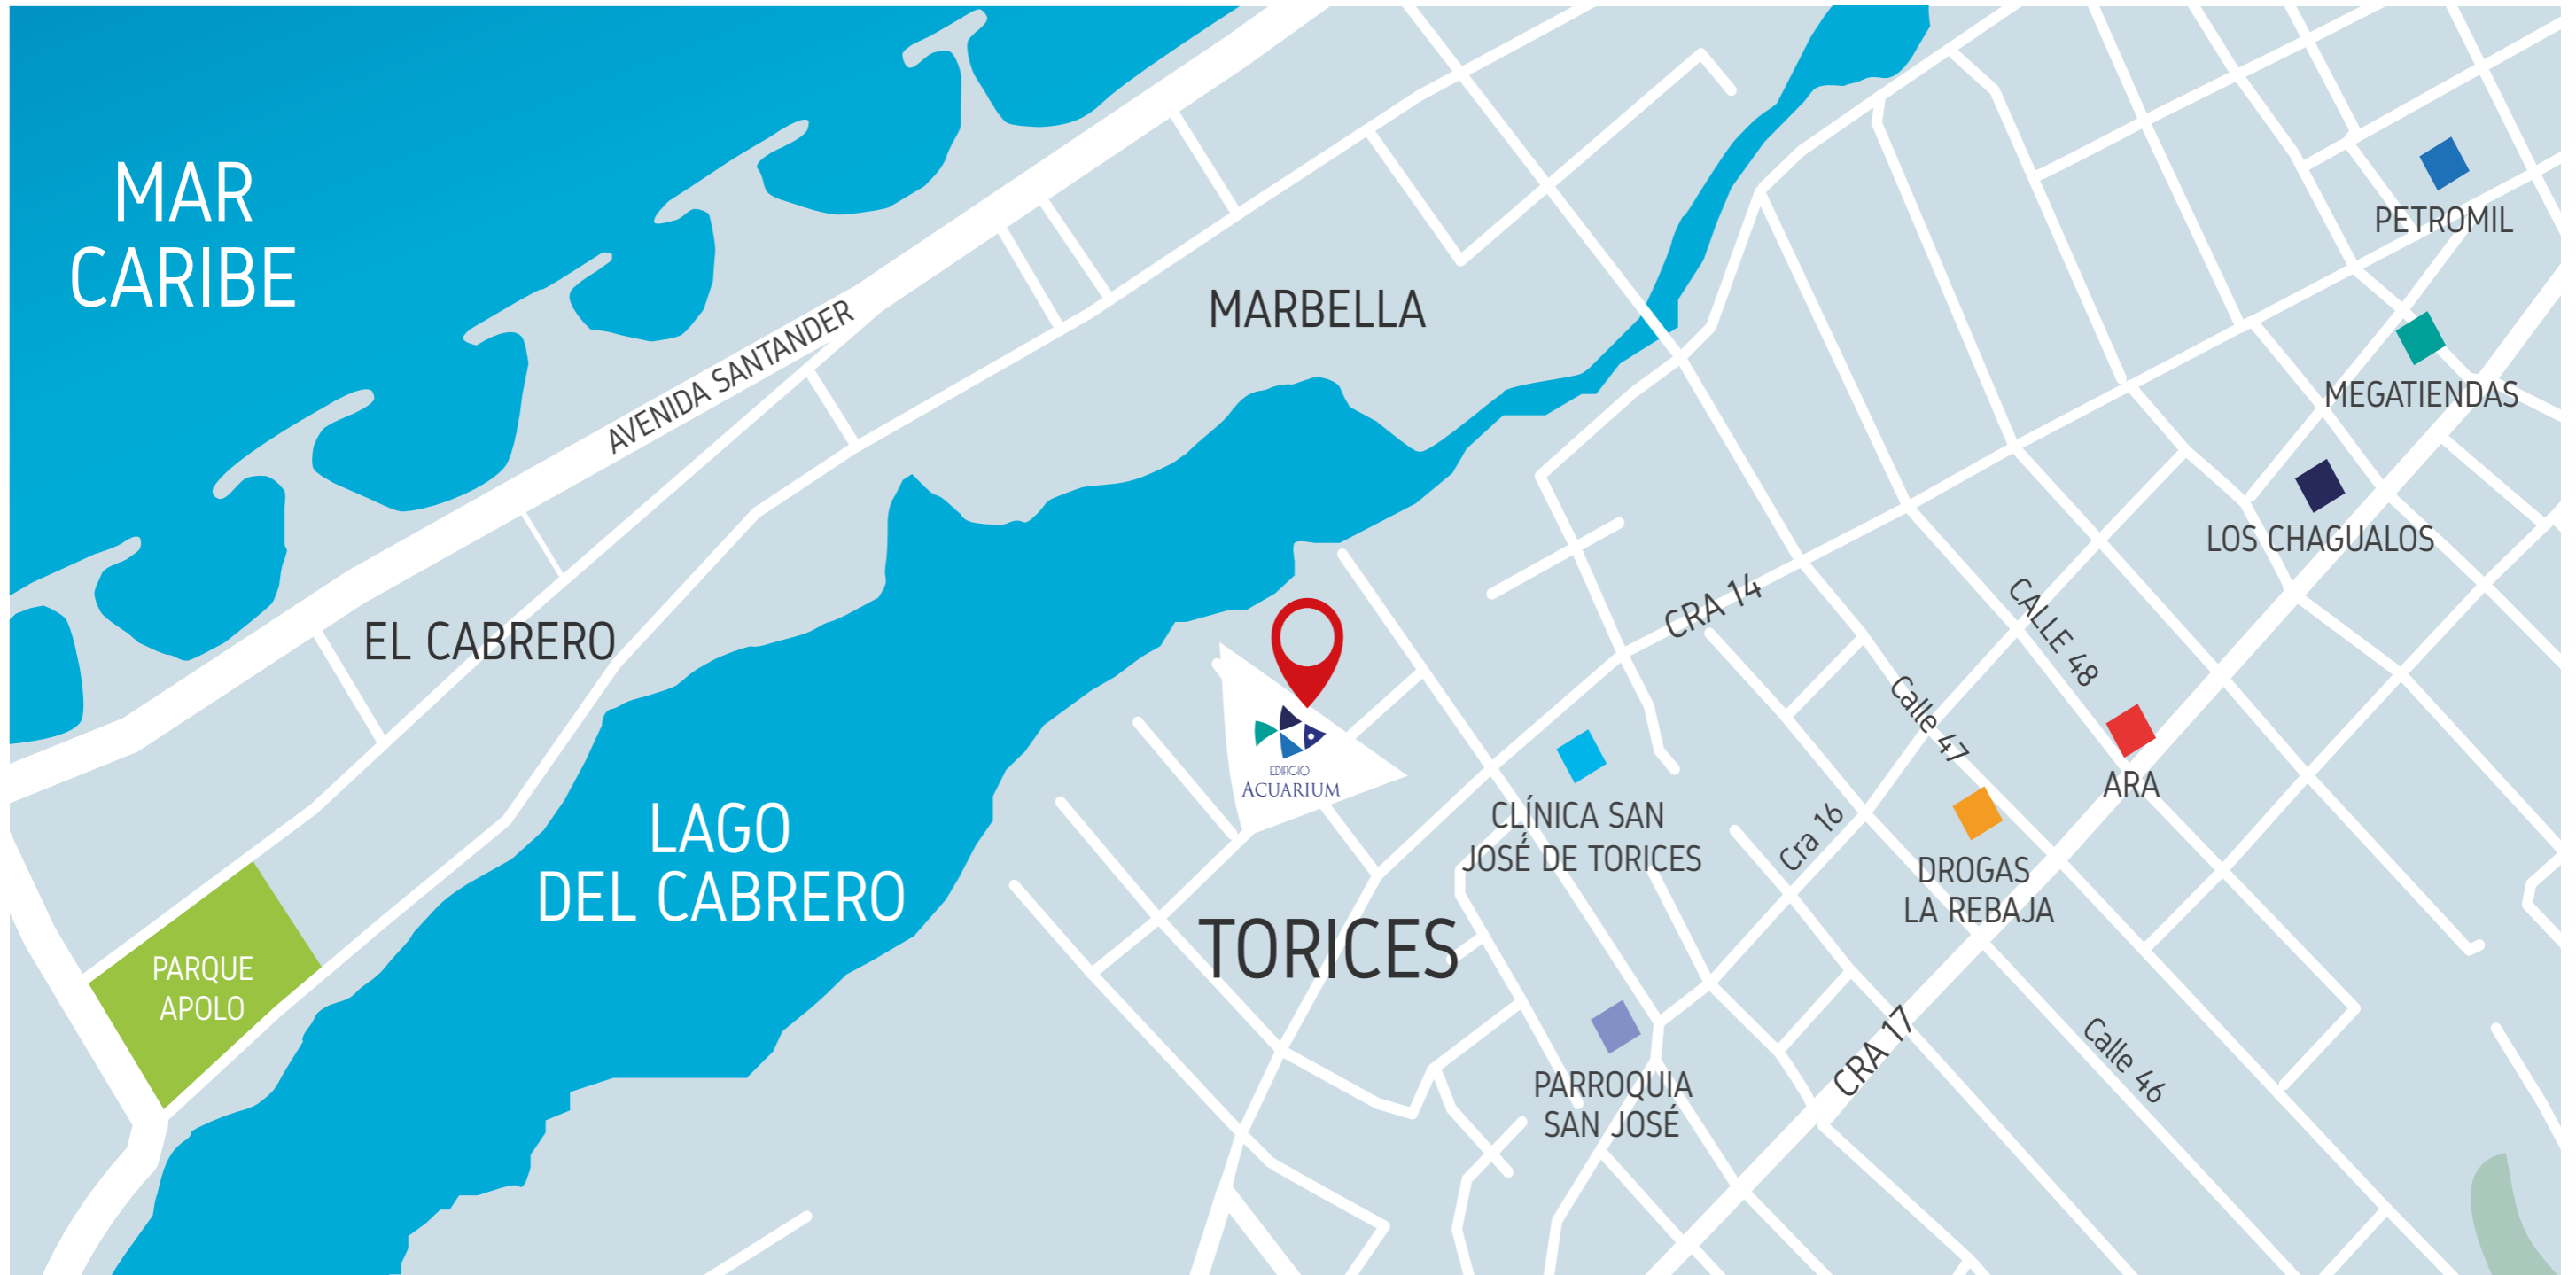 MAR
CARIBE
PETROMIL
MARBELLA
AVENIDA SANTANDER
MEGATIENDAS
LOS CHAGUALOS
EL CABRERO
CRA 14
CALLE 48
Calle 47
EDIFICIO
ACUARIUM
ARA
CLÍNICA SAN
JOSÉ DE TORICES
Cra 16
LAGO
DEL CABRERO
DROGAS
LA REBAJA
TORICES
PARQUE
APOLO
CRA 17
Calle 46
PARROQUIA
SAN JOSÉ